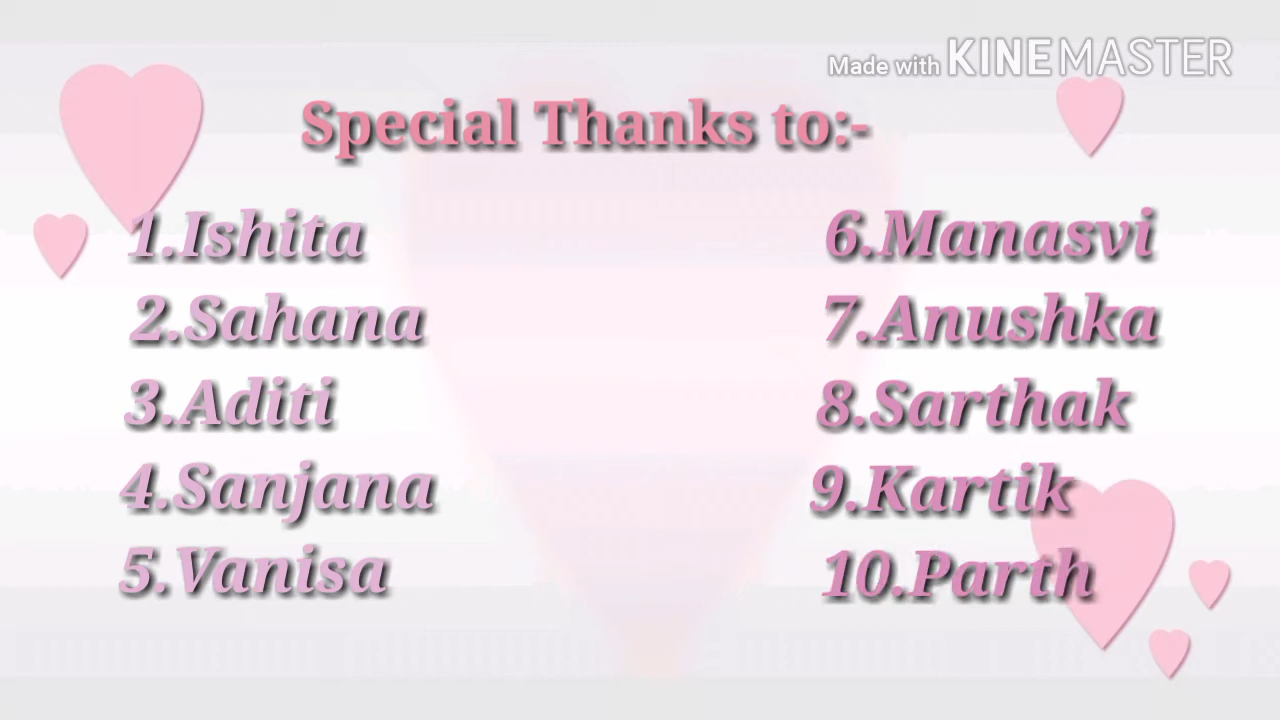 Made with KINEMASTER
Special Thanks to:-
1.Ishita
2.Sahana
3.Aditi
4.Sanjana
5.Vanisa
6.Manasvi
7.Anushka
8.Sarthak
9.Kartik
10.Parth